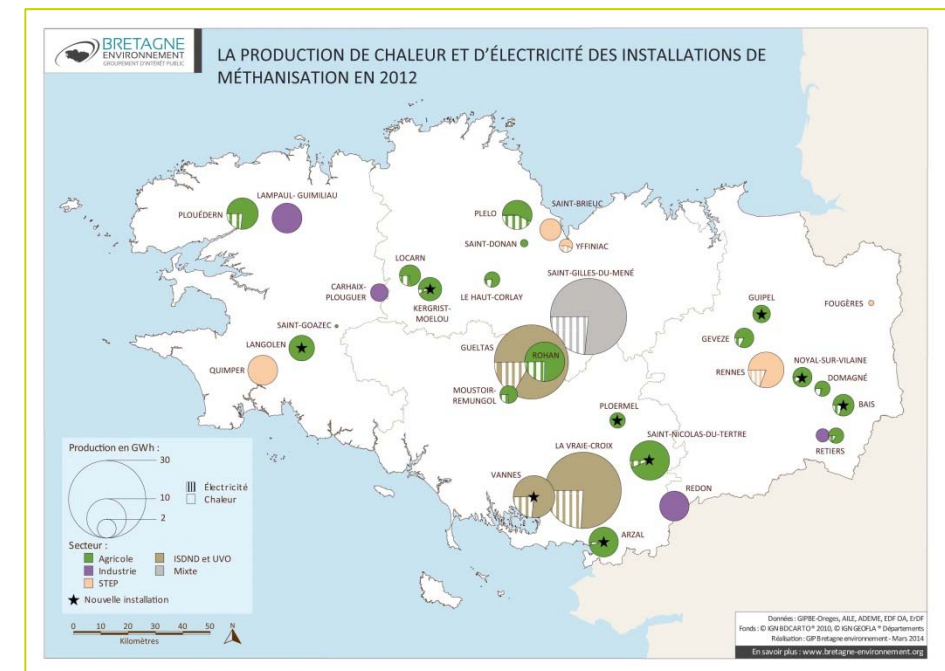 BRETAGNE
ENVIRONNEMENT
GROUPEMENT D'INTÉRÊT PUBLIC
LA PRODUCTION DE CHALEUR ET D'ÉLECTRICITÉ DES INSTALLATIONS DE
MÉTHANISATION EN 2012
LAMPAUL- GUIMILIAU
PLOUÉDERN
PLELO
SAINT-BRIEUC
SAINT-DONAN
YFFINIAC
LOCARN
SAINT-GILLES-DU-MENÉ
CARHAIX-
PLOUGUER
LE HAUT-CORLAY
KERGRIST-
MOELOU
GUIPEL
FOUGÈRES
SAINT-GOAZEC
GEVEZE
LANGOLEN
GUELTAS
ROHAN
NOYAL-SUR-VILAINE
QUIMPER
RENNES
DOMAGNÉ
MOUSTOIR-
REMUNGOL
BAIS
PLOERMEL
SAINT-NICOLAS-DU-TERTRE
RETIERS
LA VRAIE-CROIX
VANNES
REDON
ARZAL
Production en GWh :
30
10
2
Électricité
Chaleur
Secteur :
Agricole
ISDND et UVO
Industrie
Mixte
STEP
Nouvelle installation
0 10 20 30 40 50
Kilomètres
N
Données : GIPBE-Oreges, AILE, ADEME, EDF OA, ErDF
Fonds : © IGN BDCARTO® 2010, © IGN GEOFLA® Départements
Réalisation : GIP Bretagne environnement - Mars 2014
En savoir plus : www.bretagne-environnement.org